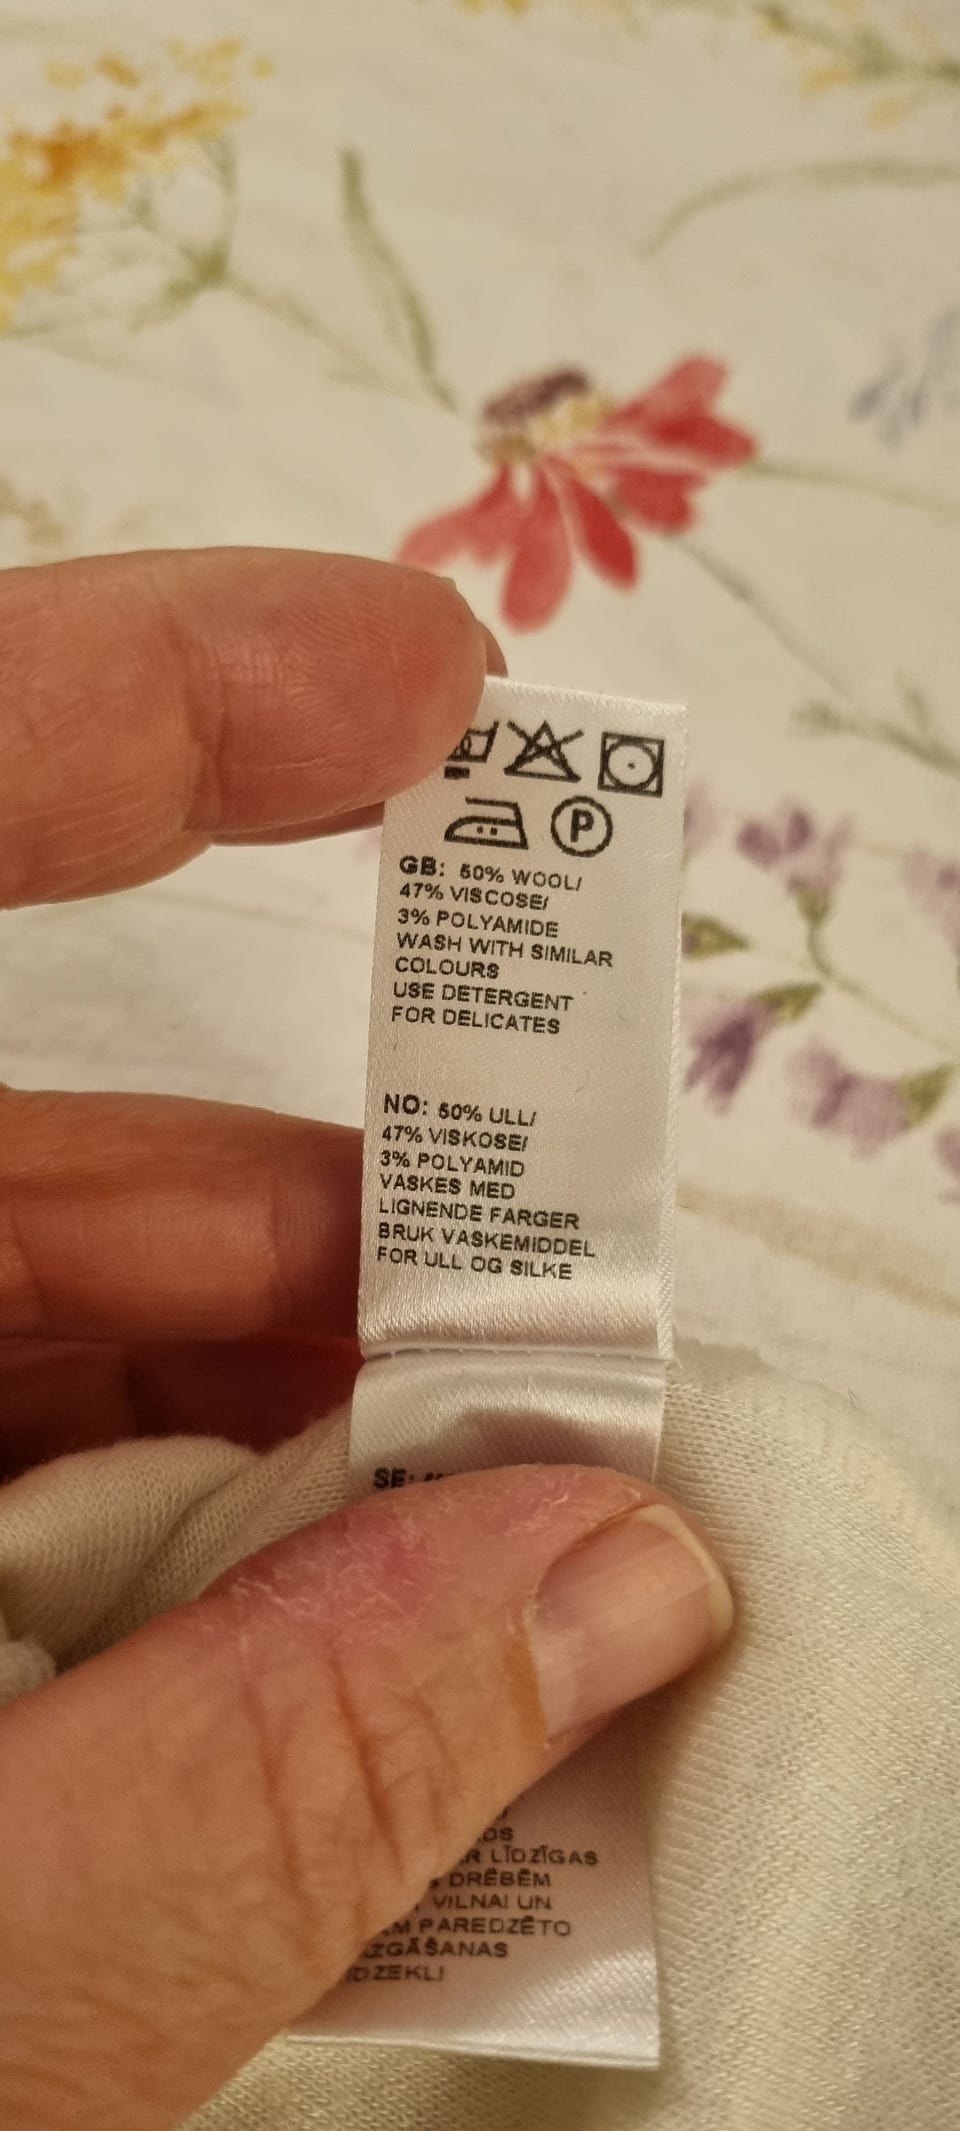 P
GB: 50% WOOL/
47% VISCOSE/
3% POLYAMIDE
WASH WITH SIMILAR
COLOURS
USE DETERGENT
FOR DELICATES
NO: 50% ULL/
47% VISKOSE/
3% POLYAMID
VASKES MED
LIGNENDE FARGER
BRUK VASKEMIDDEL
FOR ULL OG SILKE
SE:
LĪDZĪGAS
DRĒBĒM
VILNAI UN
PAREDZĒTO